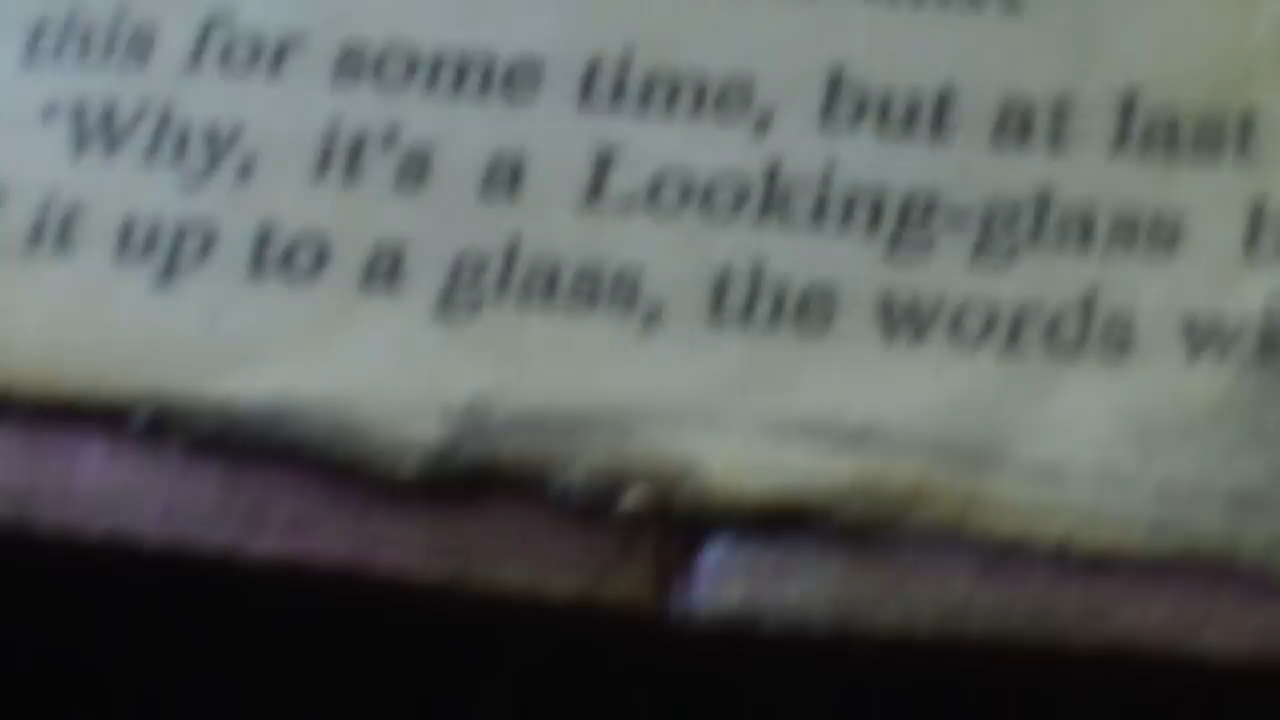 this for some time, but at last
'Why, it's a Looking-glass
it up to a glass, the words